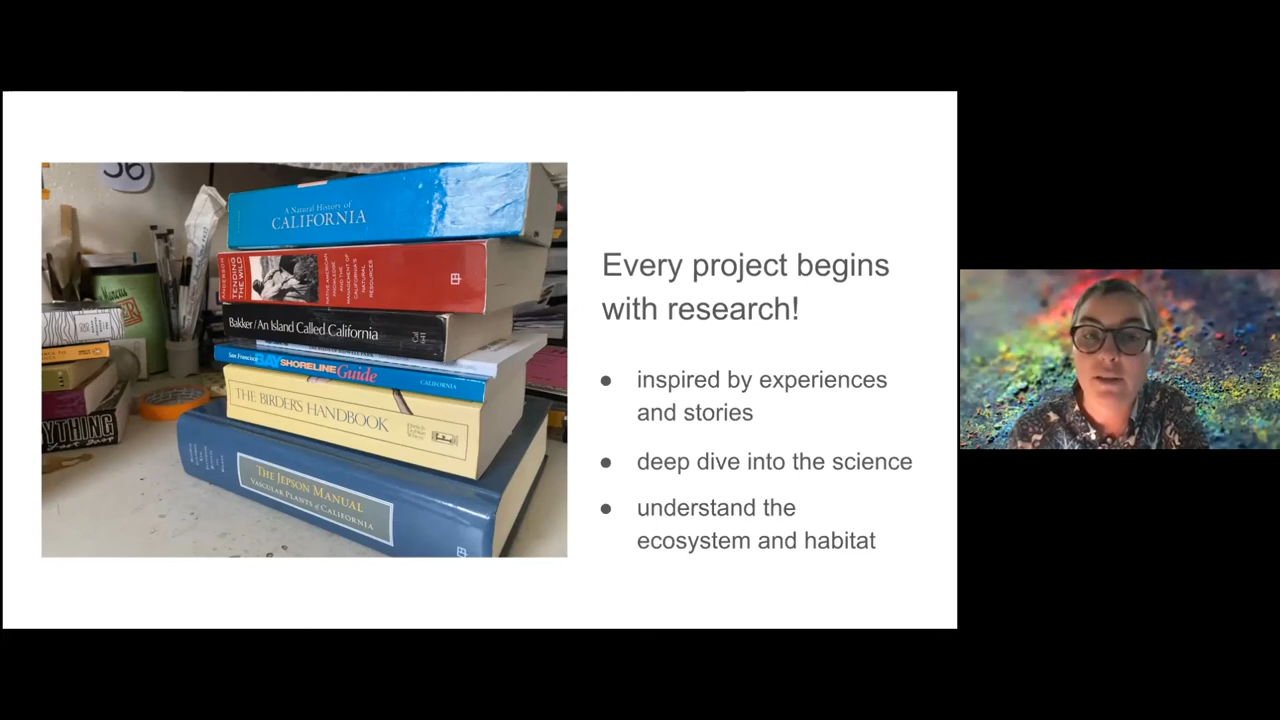 56
A Natural History of
CALIFORNIA
ANDERSON
TENDING
THE WILD
NATIVE AMERICAN
KNOWLEDGE
AND THE
MANAGEMENT OF
CALIFORNIA'S
NATURAL
RESOURCES
Bakker/An Island Called California
San Francisco BAY SHORELINE Guide
CALIFORNIA
THE BIRDER'S HANDBOOK
THE JEPSON MANUAL
VASCULAR PLANTS of CALIFORNIA
Every project begins
with research!
● inspired by experiences
and stories
● deep dive into the science
● understand the
ecosystem and habitat